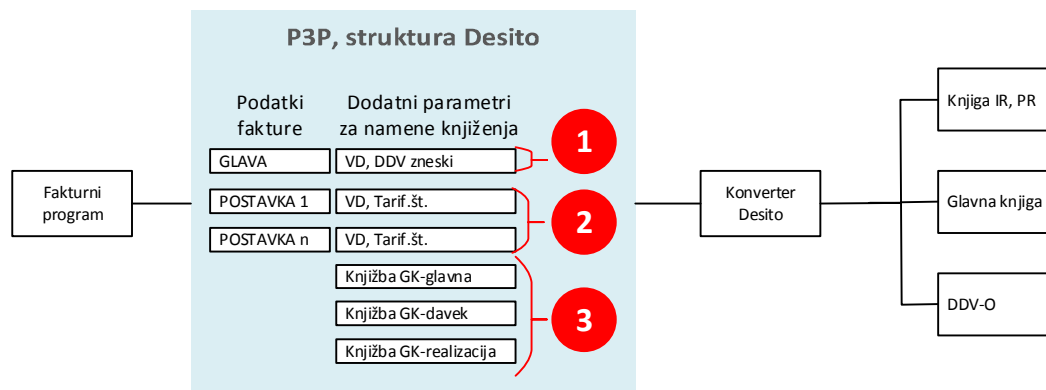 P3P, struktura Desito
Podatki
fakture
Dodatni parametri
za namene knjiženja
GLAVA
VD, DDV zneski
1
POSTAVKA 1
VD, Tarif.št.
2
POSTAVKA n
VD, Tarif.št.
Knjižba GK-glavna
Knjižba GK-davek
3
Knjižba GK-realizacija
Fakturni
program
Konverter
Desito
Knjiga IR, PR
Glavna knjiga
DDV-O